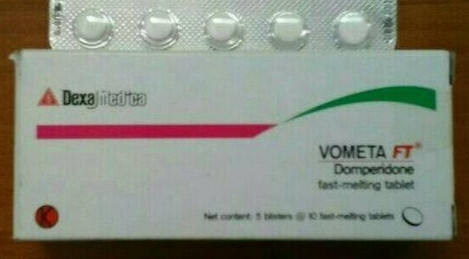 Dexa Medica
VOMETA FT®
Domperidone
fast-melting tablet
K
Net content: 5 blisters @ 10 fast-melting tablets